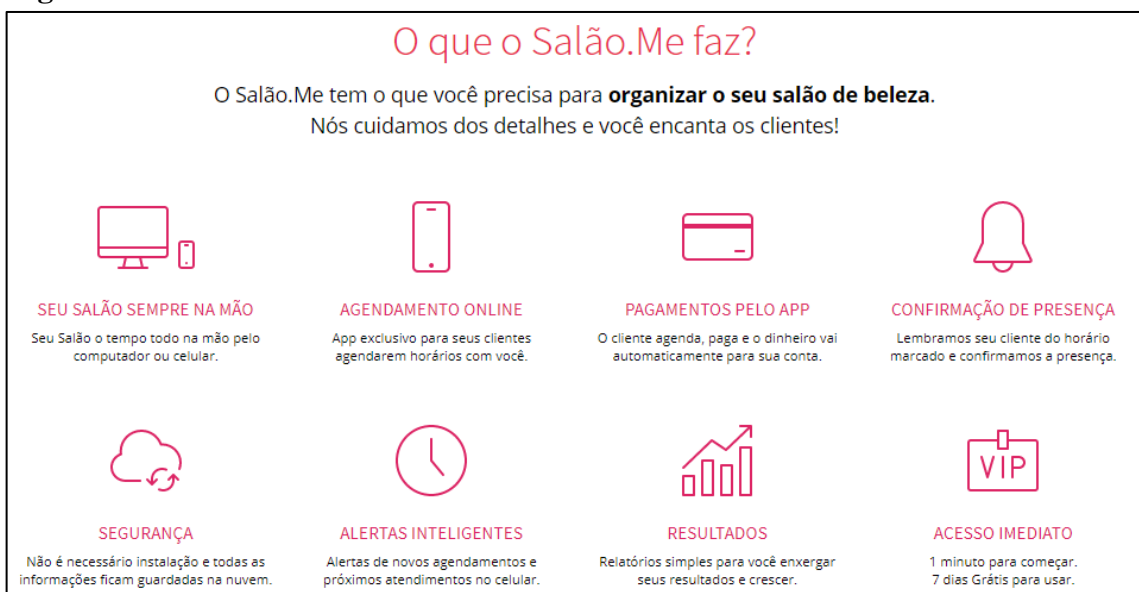 O que o Salão.Me faz?
O Salão.Me tem o que você precisa para organizar o seu salão de beleza.
Nós cuidamos dos detalhes e você encanta os clientes!
SEU SALÃO SEMPRE NA MÃO
Seu Salão o tempo todo na mão pelo
computador ou celular.
AGENDAMENTO ONLINE
App exclusivo para seus clientes
agendarem horários com você.
PAGAMENTOS PELO APP
O cliente agenda, paga e o dinheiro vai
automaticamente para sua conta.
CONFIRMAÇÃO DE PRESENÇA
Lembramos seu cliente do horário
marcado e confirmamos a presença.
SEGURANÇA
Não é necessário instalação e todas as
informações ficam guardadas na nuvem.
ALERTAS INTELIGENTES
Alertas de novos agendamentos e
próximos atendimentos no celular.
RESULTADOS
Relatórios simples para você enxergar
seus resultados e crescer.
VIP
ACESSO IMEDIATO
1 minuto para começar.
7 dias Grátis para usar.